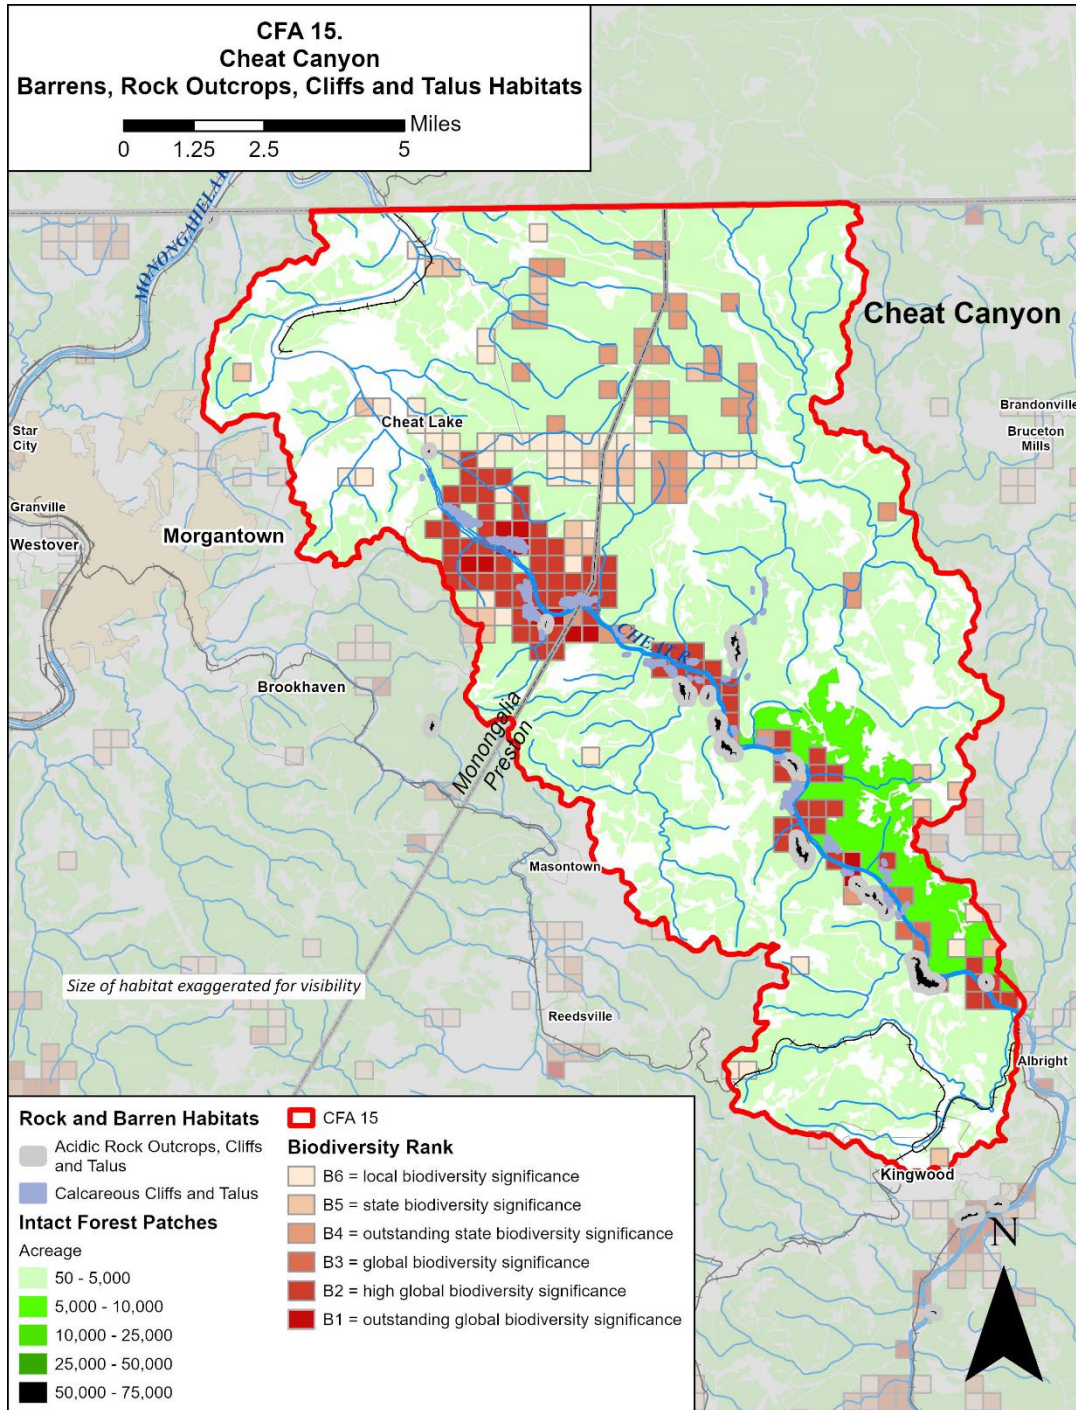 CFA 15.
Cheat Canyon
Barrens, Rock Outcrops, Cliffs and Talus Habitats
Miles
0 1.25 2.5 5
MONONGAHELA R
Cheat Canyon
Brandonville
Bruceton
Mills
Cheat Lake
Star
City
Granville
Westover
Morgantown
CHEAT R.
Brookhaven
Monongalia
Preston
Masontown
Size of habitat exaggerated for visibility
Reedsville
Albright
Kingwood
N
Rock and Barren Habitats
Acidic Rock Outcrops, Cliffs
and Talus
Calcareous Cliffs and Talus
Intact Forest Patches
Acreage
50 - 5,000
5,000 - 10,000
10,000 - 25,000
25,000 - 50,000
50,000 - 75,000
CFA 15
Biodiversity Rank
B6 = local biodiversity significance
B5 = state biodiversity significance
B4 = outstanding state biodiversity significance
B3 = global biodiversity significance
B2 = high global biodiversity significance
B1 = outstanding global biodiversity significance